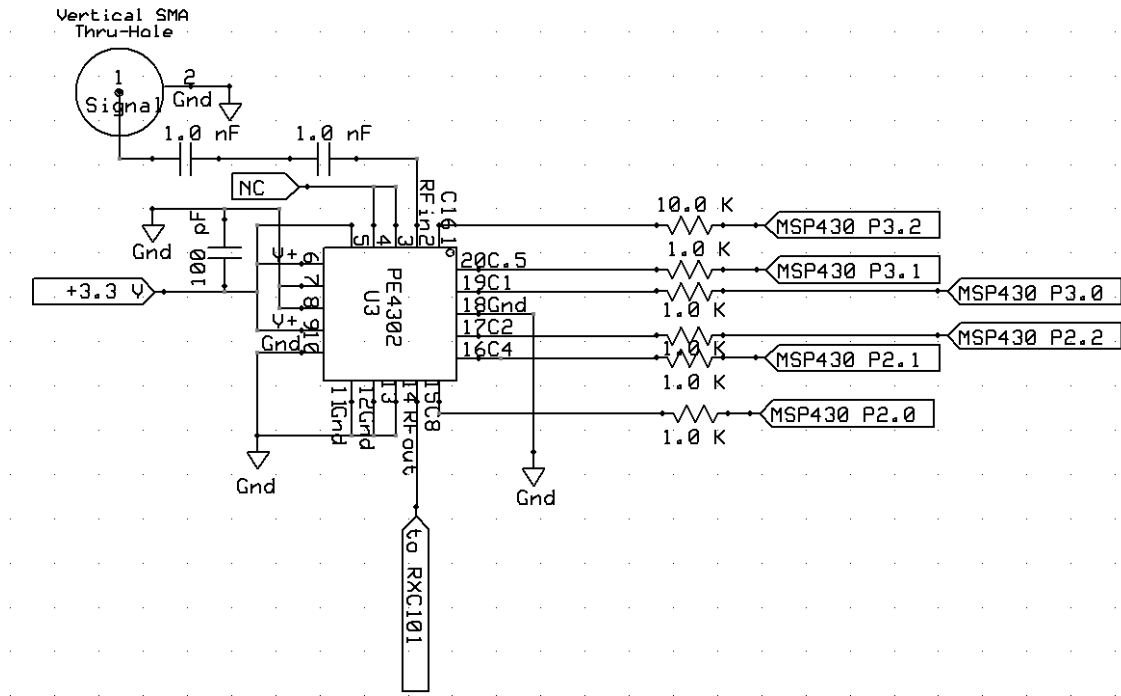 Vertical SMA
Thru-Hole
1
2
Signal
Gnd
1.0 nF
1.0 nF
NC
RFin
C16
5
4
3
2
1
Gnd
100 pF
+3.3 V
V+
6
7
8
V+
9
Gnd
10
PE4302
U3
20 C.5
19 C1
18 Gnd
17 C2
16 C4
11 Gnd
12 Gnd
13
14 RFout
15 C8
10.0 K
MSP430 P3.2
1.0 K
MSP430 P3.1
MSP430 P3.0
1.0 K
MSP430 P2.2
1.0 K
MSP430 P2.1
1.0 K
MSP430 P2.0
1.0 K
Gnd
Gnd
to RXC101